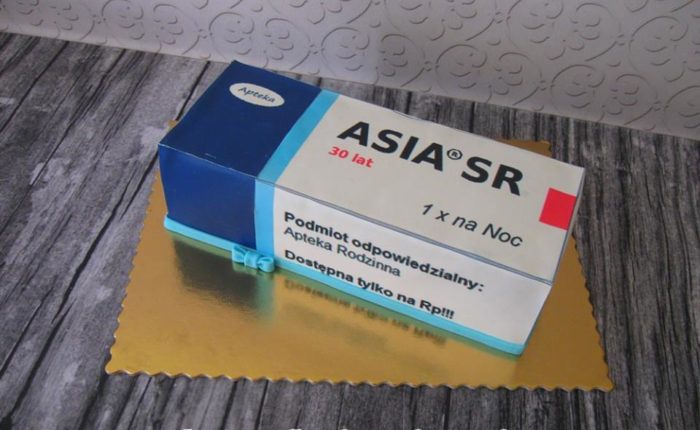 Apteka
ASIA® SR
30 lat
1 x na Noc
Podmiot odpowiedzialny:
Apteka Rodzinna
Dostępna tylko na Rp!!!